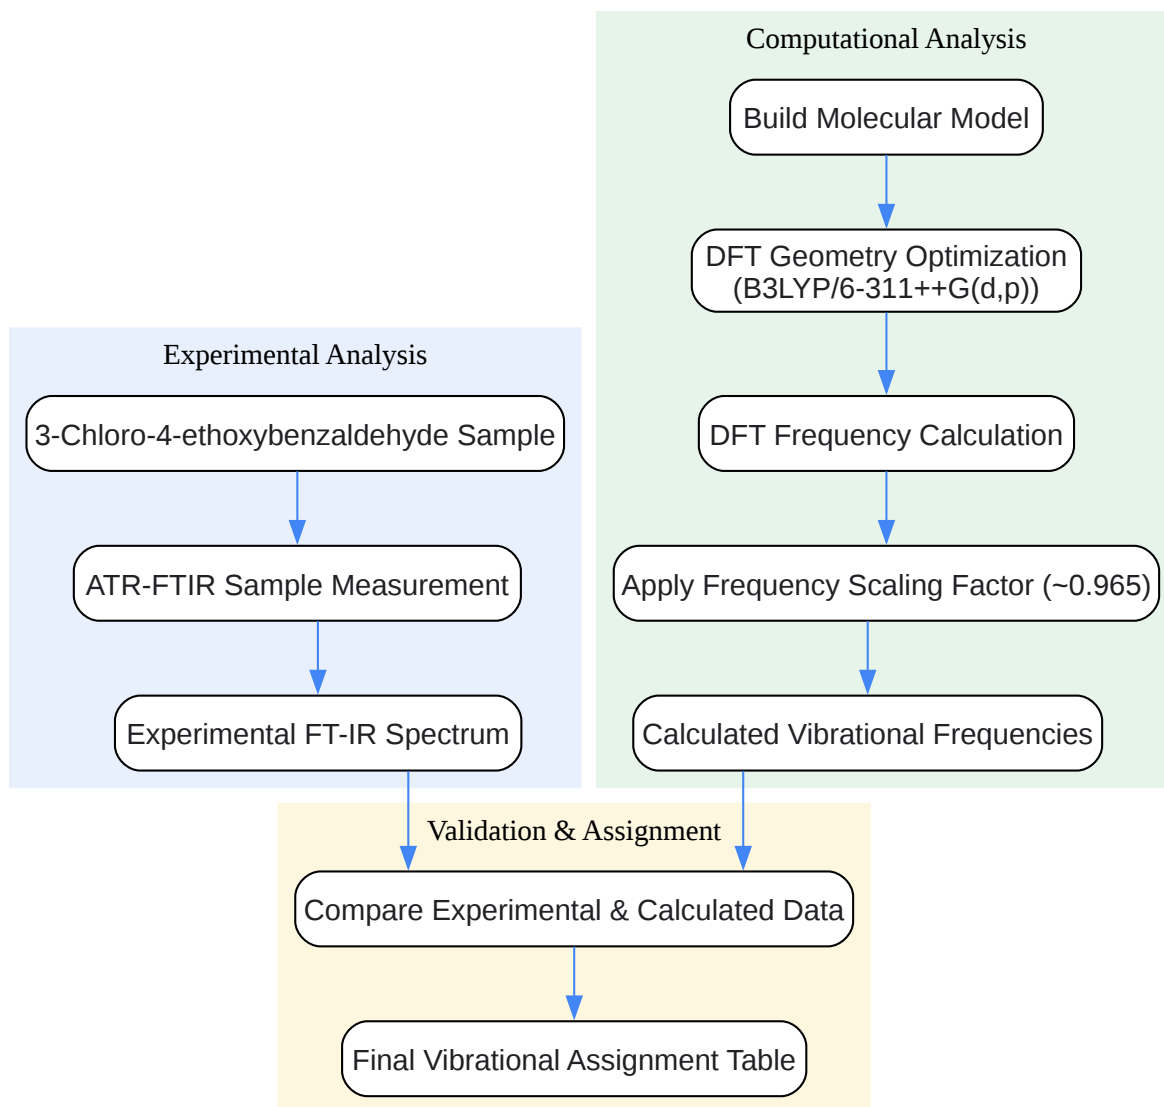 Computational Analysis
Build Molecular Model
DFT Geometry Optimization
(B3LYP/6-311++G(d,p))
DFT Frequency Calculation
Apply Frequency Scaling Factor (~0.965)
Calculated Vibrational Frequencies
Experimental Analysis
3-Chloro-4-ethoxybenzaldehyde Sample
ATR-FTIR Sample Measurement
Experimental FT-IR Spectrum
Validation & Assignment
Compare Experimental & Calculated Data
Final Vibrational Assignment Table